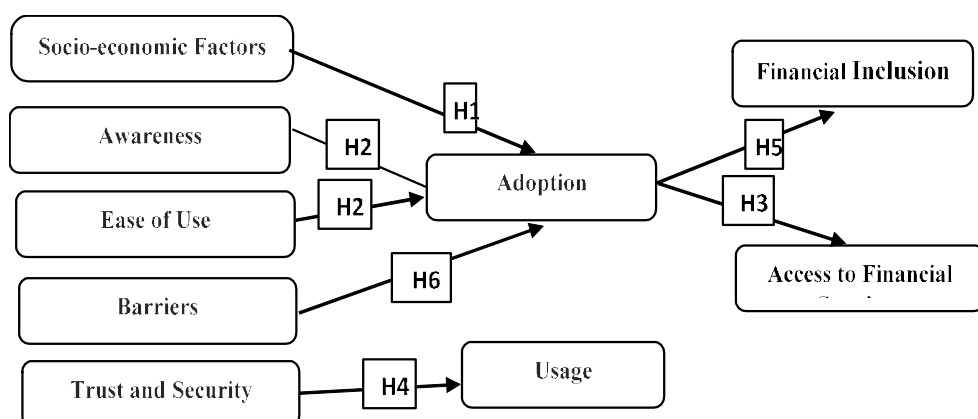 Socio-economic Factors
Financial Inclusion
H1
Awareness
H2
H5
Adoption
Ease of Use
H2
H3
Access to Financial
H6
Barriers
Usage
Trust and Security
H4